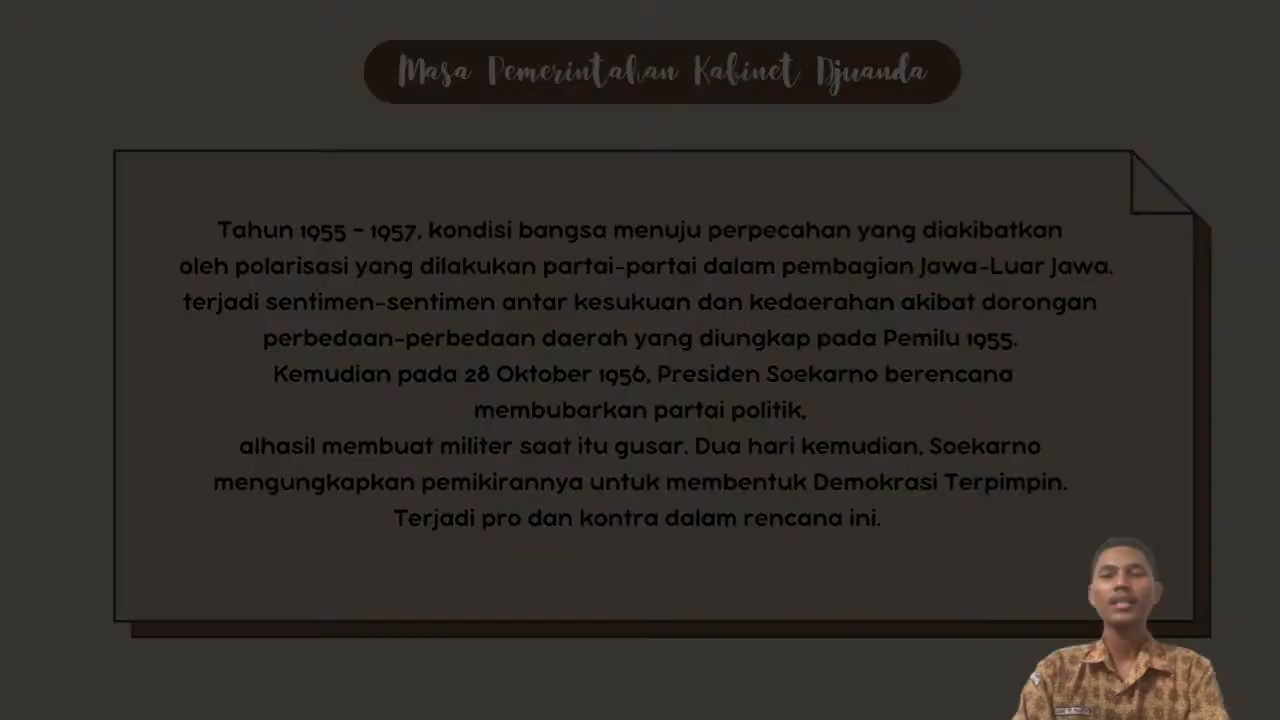 Masa Pemerintahan Kabinet Djuanda
Tahun 1955 - 1957, kondisi bangsa menuju perpecahan yang diakibatkan
oleh polarisasi yang dilakukan partai-partai dalam pembagian Jawa-Luar Jawa.
terjadi sentimen-sentimen antar kesukuan dan kedaerahan akibat dorongan
perbedaan-perbedaan daerah yang diungkap pada Pemilu 1955.
Kemudian pada 28 Oktober 1956, Presiden Soekarno berencana
membubarkan partai politik,
alhasil membuat militer saat itu gusar. Dua hari kemudian, Soekarno
mengungkapkan pemikirannya untuk membentuk Demokrasi Terpimpin.
Terjadi pro dan kontra dalam rencana ini.